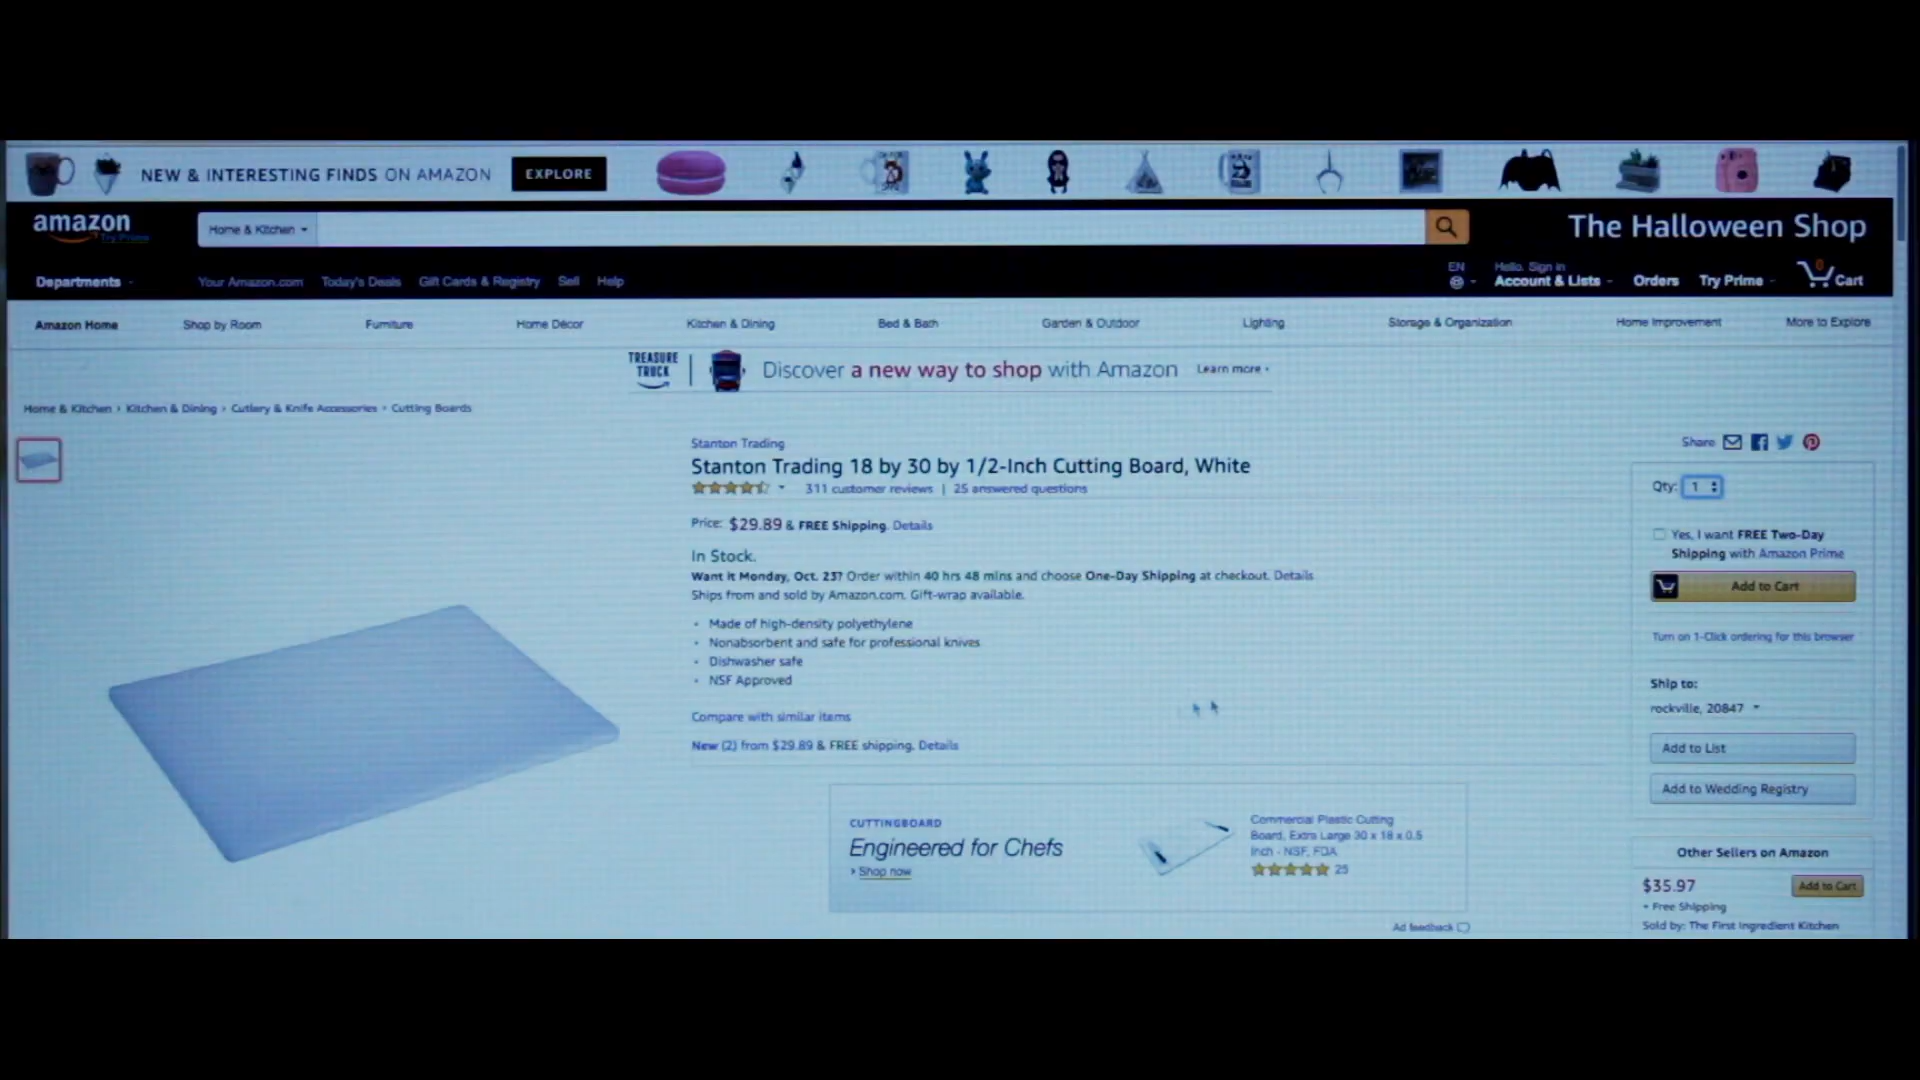 NEW & INTERESTING FINDS ON AMAZON
EXPLORE
amazon
Try Prime
Home & Kitchen
The Halloween Shop
Departments
Your Amazon.com
Today's Deals
Gift Cards & Registry
Sell
Help
EN
Hello. Sign in
Account & Lists
Orders
Try Prime
0
Cart
Amazon Home
Shop by Room
Furniture
Home Décor
Kitchen & Dining
Bed & Bath
Garden & Outdoor
Lighting
Storage & Organization
Home Improvement
More to Explore
TREASURE
TRUCK
Discover a new way to shop with Amazon
Learn more ›
Home & Kitchen › Kitchen & Dining › Cutlery & Knife Accessories › Cutting Boards
Stanton Trading
Stanton Trading 18 by 30 by 1/2-Inch Cutting Board, White
311 customer reviews | 25 answered questions
Price: $29.89 & FREE Shipping. Details
In Stock.
Want it Monday, Oct. 23? Order within 40 hrs 48 mins and choose One-Day Shipping at checkout. Details
Ships from and sold by Amazon.com. Gift-wrap available.
• Made of high-density polyethylene
• Nonabsorbent and safe for professional knives
• Dishwasher safe
• NSF Approved
Compare with similar items
New (2) from $29.89 & FREE shipping. Details
CUTTINGBOARD
Engineered for Chefs
› Shop now
Commercial Plastic Cutting
Board, Extra Large 30 x 18 x 0.5
Inch - NSF, FDA
25
Ad feedback
Share
Qty: 1
Yes, I want FREE Two-Day
Shipping with Amazon Prime
Add to Cart
Turn on 1-Click ordering for this browser
Ship to:
rockville, 20847
Add to List
Add to Wedding Registry
Other Sellers on Amazon
$35.97
Add to Cart
+ Free Shipping
Sold by: The First Ingredient Kitchen